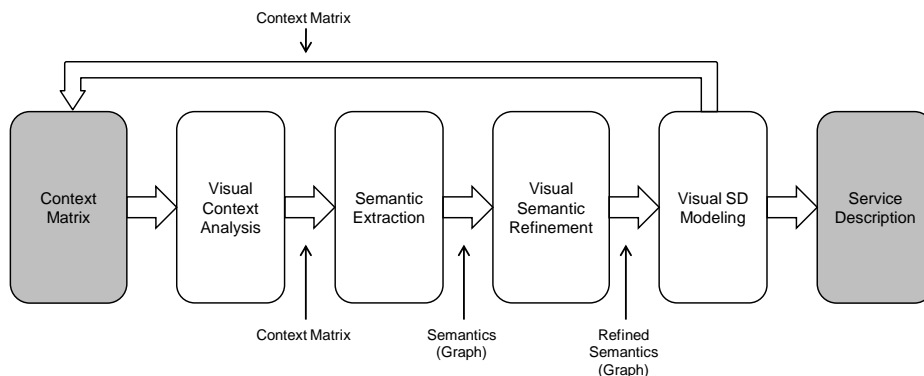 Context Matrix
Context
Matrix
Visual
Context
Analysis
Semantic
Extraction
Visual
Semantic
Refinement
Visual SD
Modeling
Service
Description
Context Matrix
Semantics
(Graph)
Refined
Semantics
(Graph)